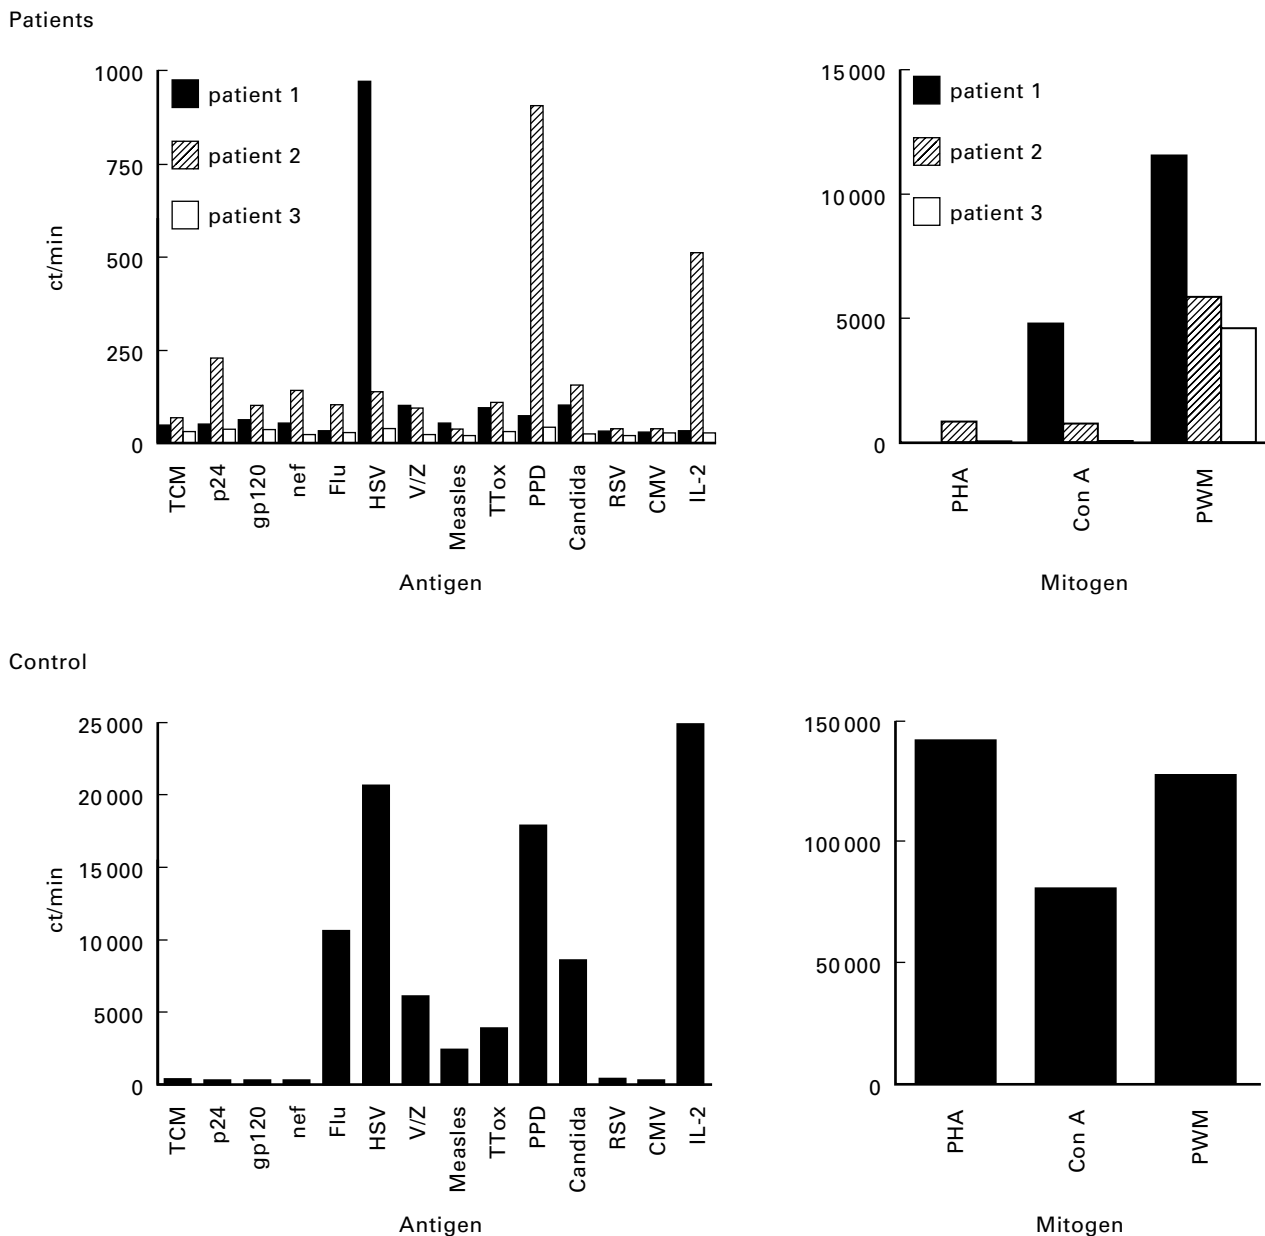 Patients
1000
750
500
250
0
ct/min
patient 1
patient 2
patient 3
TCM
p24
gp120
nef
Flu
HSV
V/Z
Measles
TTox
PPD
Candida
RSV
CMV
IL-2
Antigen
15 000
10 000
5000
0
patient 1
patient 2
patient 3
PHA
Con A
PWM
Mitogen
Control
25 000
20 000
15 000
10 000
5000
0
ct/min
TCM
p24
gp120
nef
Flu
HSV
V/Z
Measles
TTox
PPD
Candida
RSV
CMV
IL-2
Antigen
150 000
100 000
50 000
0
PHA
Con A
PWM
Mitogen